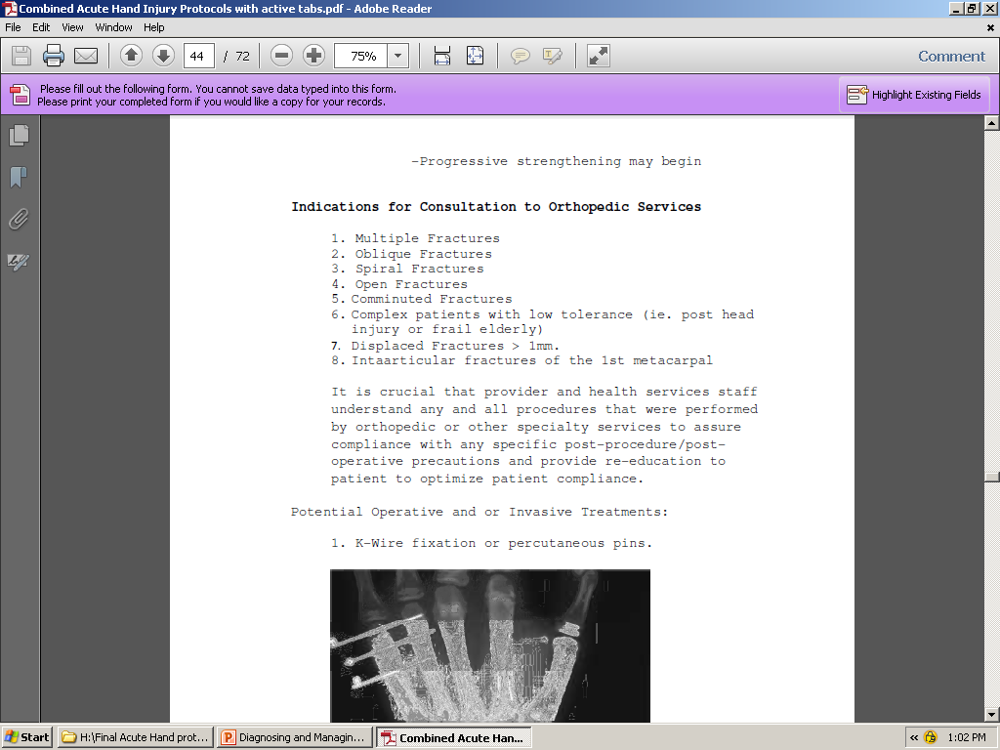 Combined Acute Hand Injury Protocols with active tabs.pdf - Adobe Reader
File Edit View Window Help
44 / 72 75% Comment
Please fill out the following form. You cannot save data typed into this form.
Please print your completed form if you would like a copy for your records.
Highlight Existing Fields
-Progressive strengthening may begin
Indications for Consultation to Orthopedic Services
1. Multiple Fractures
2. Oblique Fractures
3. Spiral Fractures
4. Open Fractures
5. Comminuted Fractures
6. Complex patients with low tolerance (ie. post head
injury or frail elderly)
7. Displaced Fractures > 1mm.
8. Intaarticular fractures of the 1st metacarpal
It is crucial that provider and health services staff
understand any and all procedures that were performed
by orthopedic or other specialty services to assure
compliance with any specific post-procedure/post-
operative precautions and provide re-education to
patient to optimize patient compliance.
Potential Operative and or Invasive Treatments:
1. K-Wire fixation or percutaneous pins.
Start H:\Final Acute Hand prot... Diagnosing and Managin... Combined Acute Han... 1:02 PM